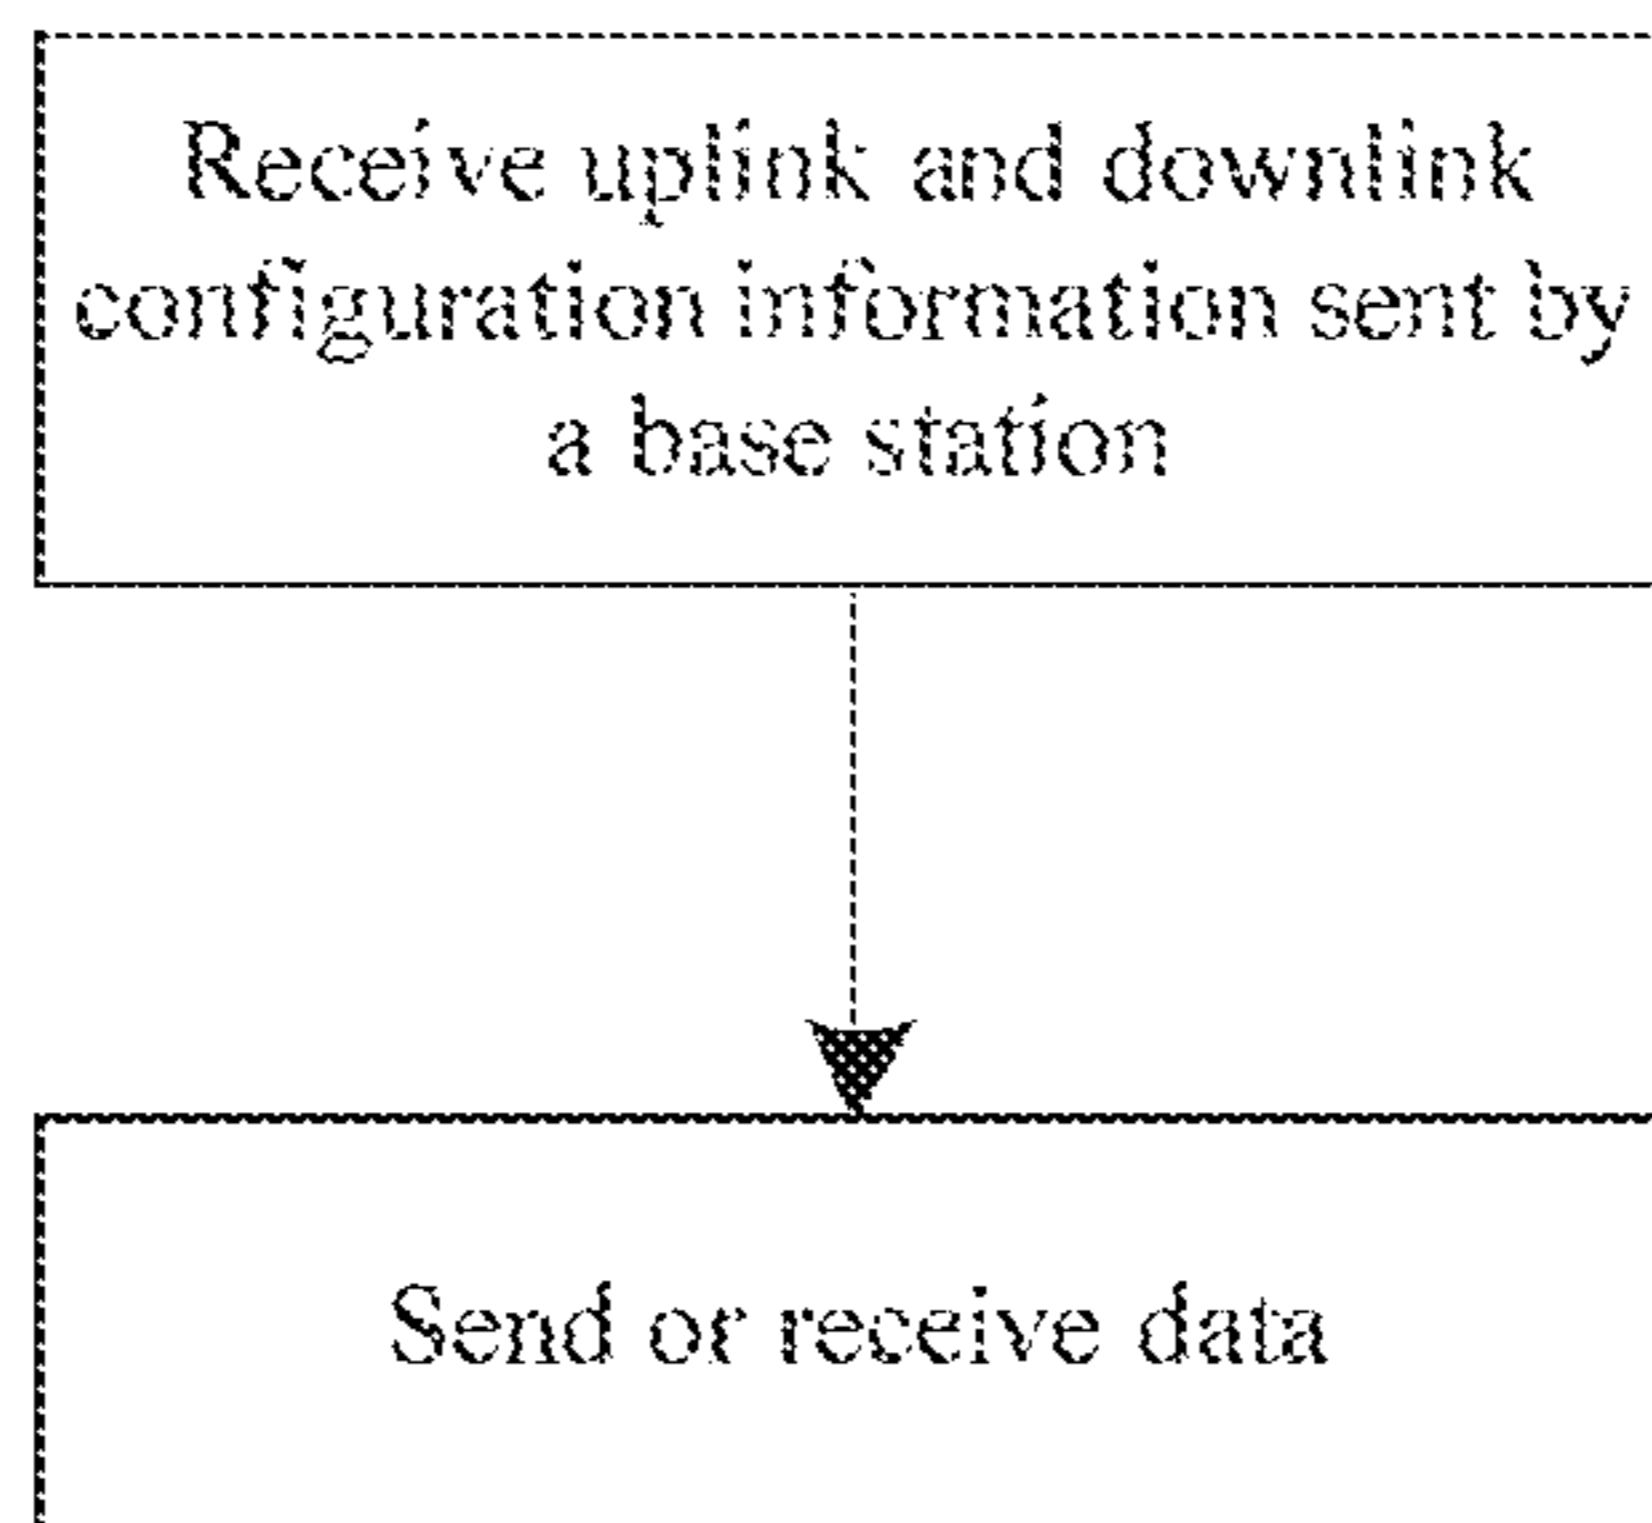 Receive uplink and downlink
configuration information sent by
a base station
Send or receive data